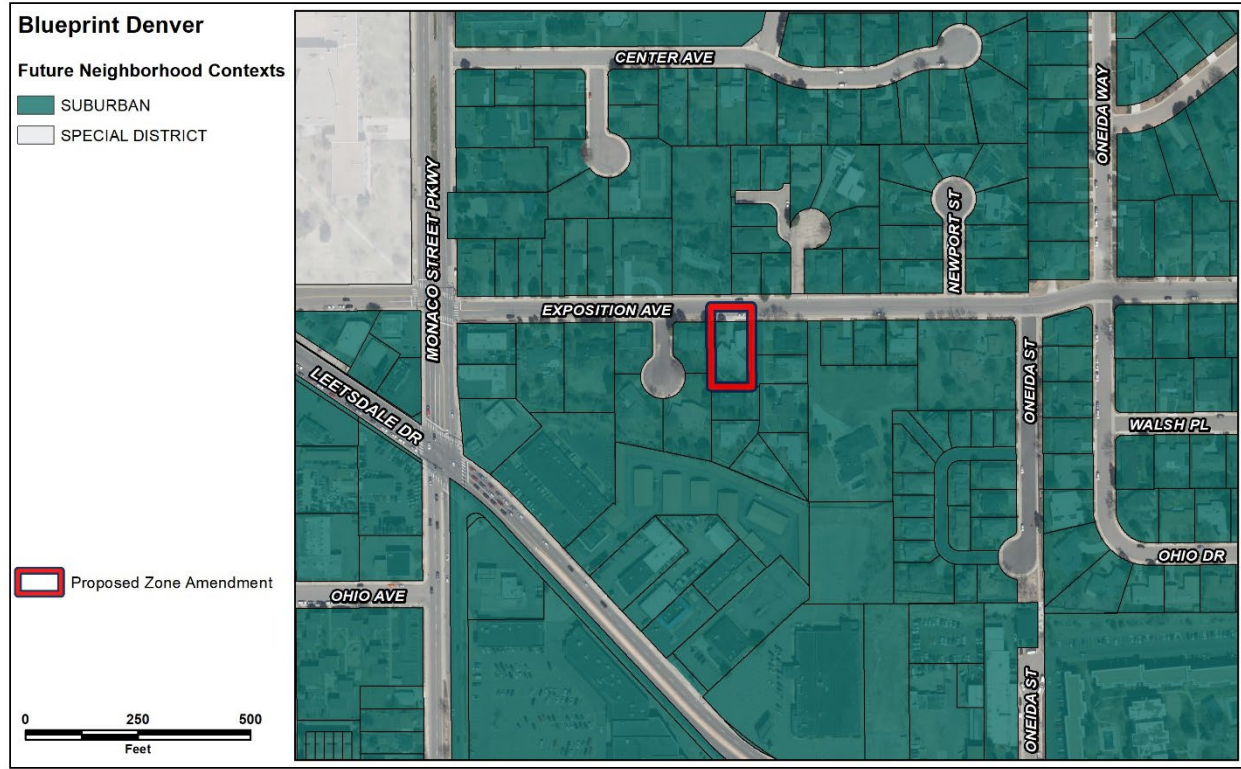 Blueprint Denver
Future Neighborhood Contexts
SUBURBAN
SPECIAL DISTRICT
Proposed Zone Amendment
0 250 500
Feet
CENTER AVE
ONEIDA WAY
MONACO STREET PKWY
NEWPORT ST
EXPOSITION AVE
LEETSDALE DR
ONEIDA ST
WALSH PL
OHIO DR
OHIO AVE
ONEIDA ST